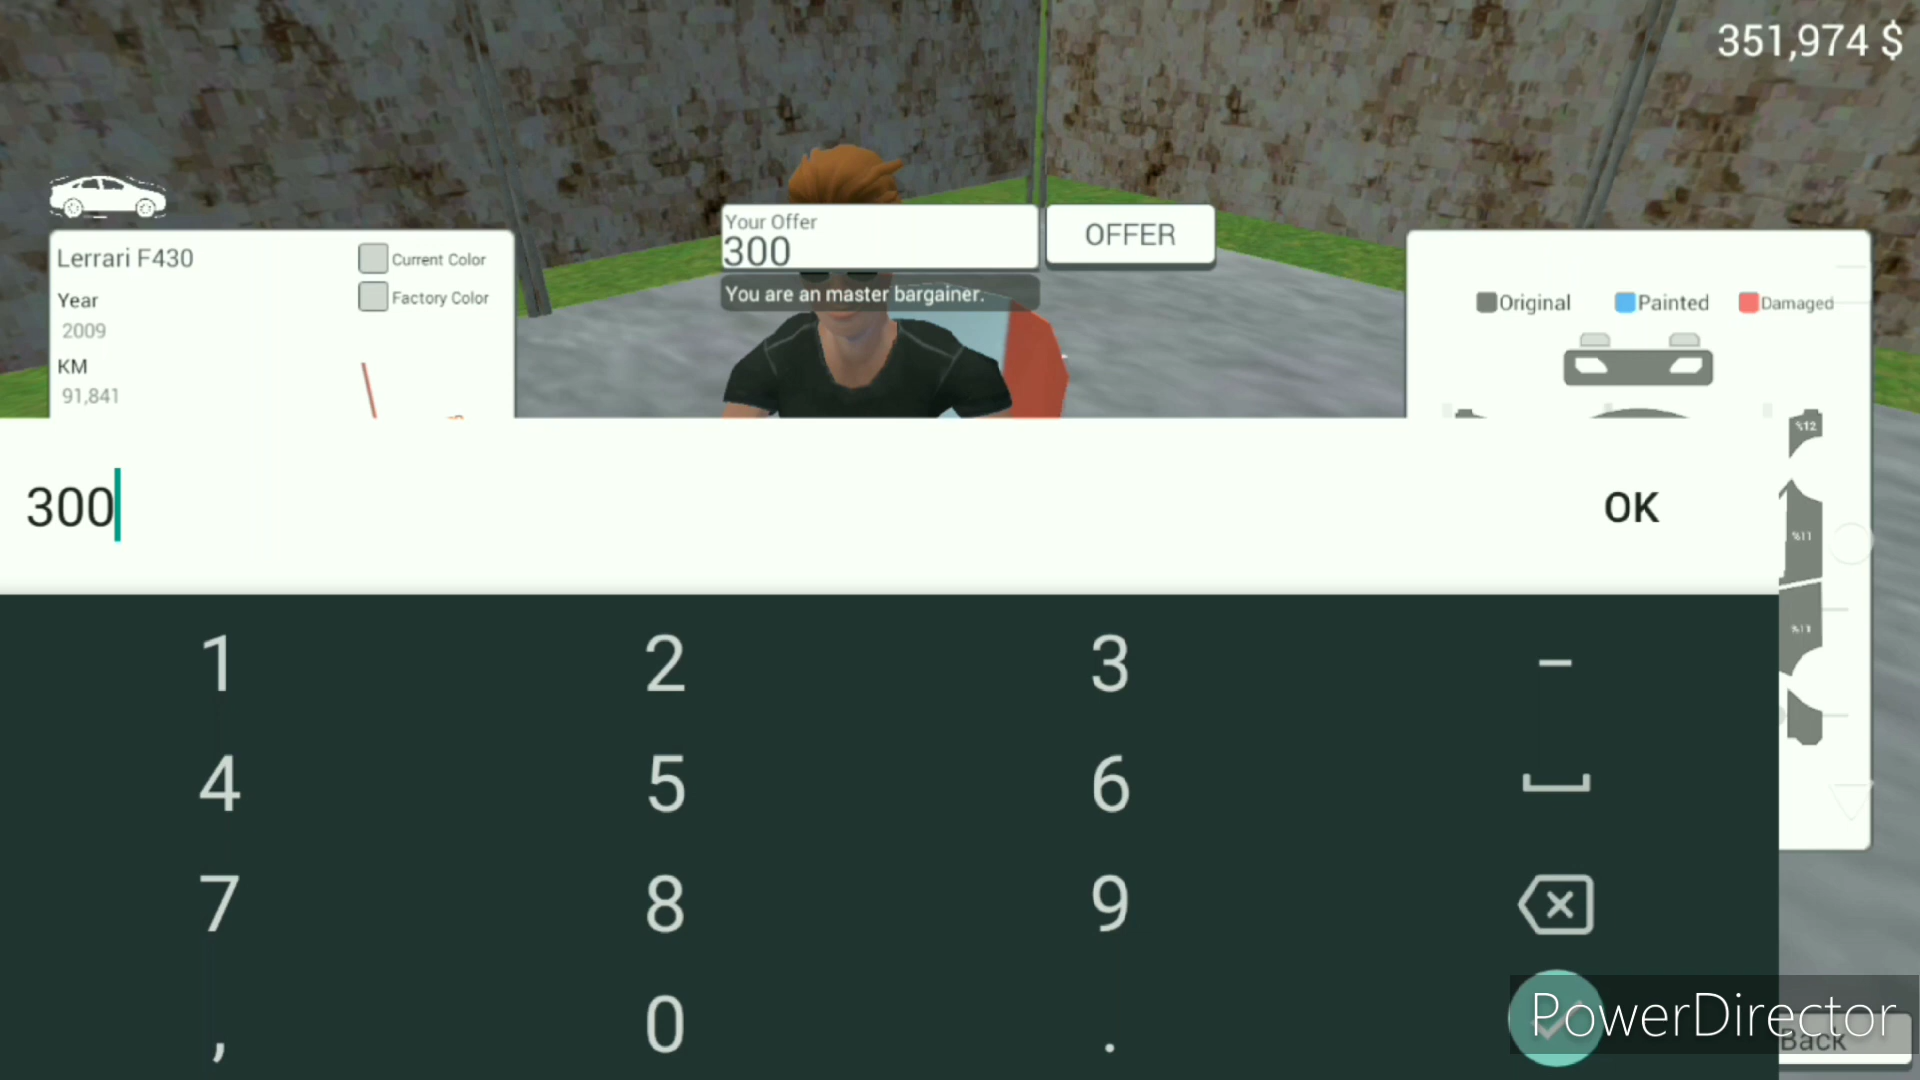 351,974 $
Your Offer
300
OFFER
You are an master bargainer.
Lerrari F430
Current Color
Factory Color
Year
2009
KM
91,841
Original
Painted
Damaged
%12
%11
300
OK
1 2 3 –
4 5 6
7 8 9
, 0 .
PowerDirector
Back